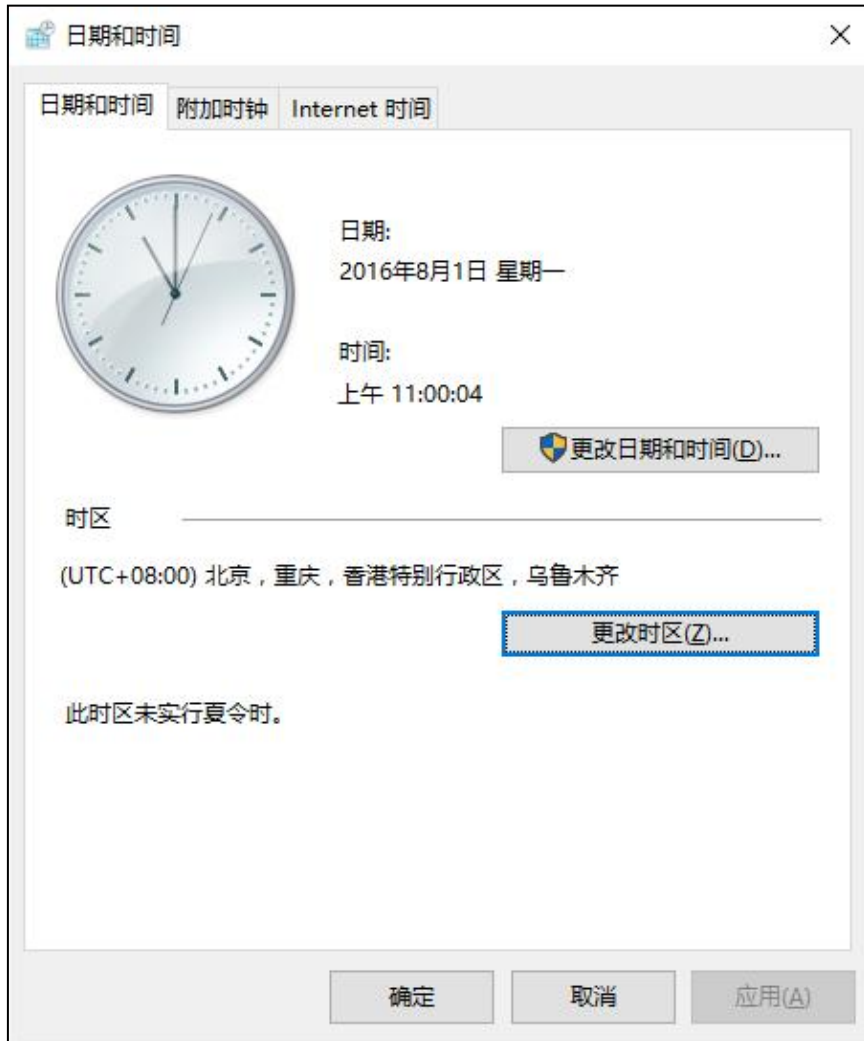 日期和时间
日期和时间 附加时钟 Internet 时间
日期:
2016年8月1日 星期一
时间:
上午 11:00:04
更改日期和时间(D)...
时区
(UTC+08:00) 北京，重庆，香港特别行政区，乌鲁木齐
更改时区(Z)...
此时区未实行夏令时。
确定 取消 应用(A)